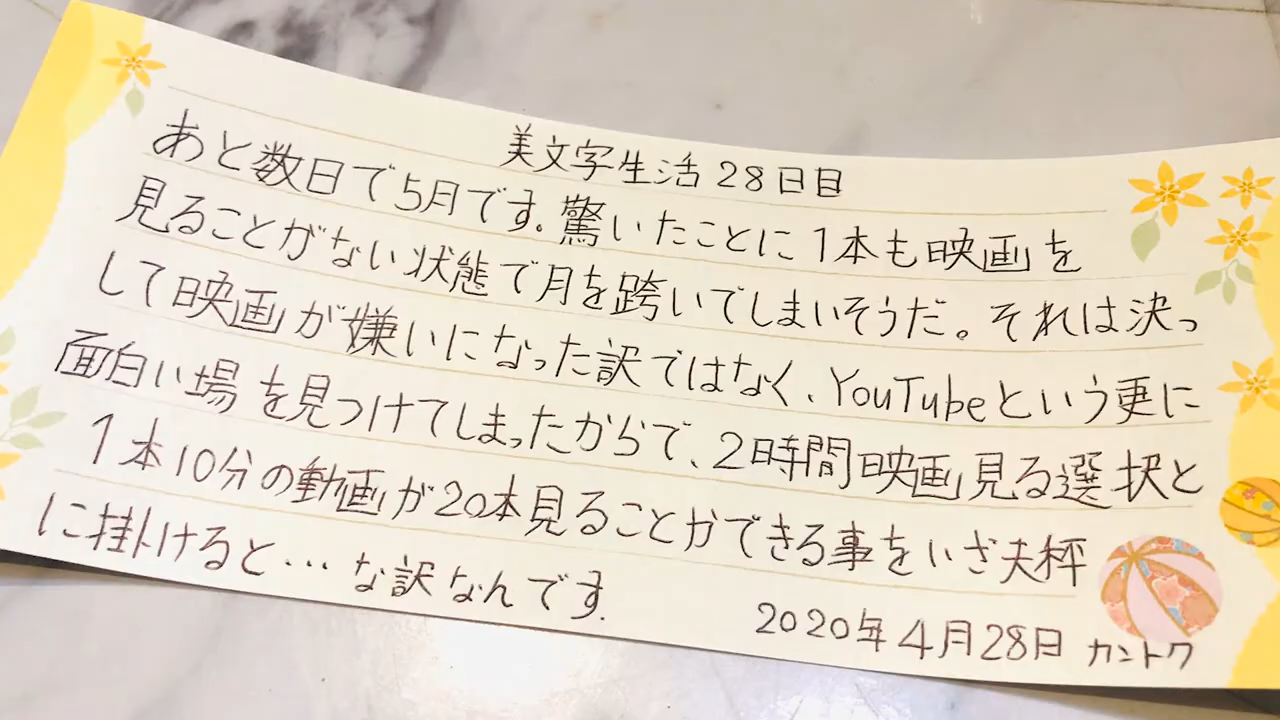 美文字生活28日目
あと数日で5月です.驚いたことに1本も映画を
見ることがない状態で月を跨いでしまいそうだ。それは決っ
して映画が嫌いになった訳ではなく、YouTubeという更に
面白い場を見つけてしまったからで、2時間映画見る選択と
1本10分の動画が20本見ることができる事をいざ天秤
に掛けると…な訳なんです.
2020年4月28日 カントク